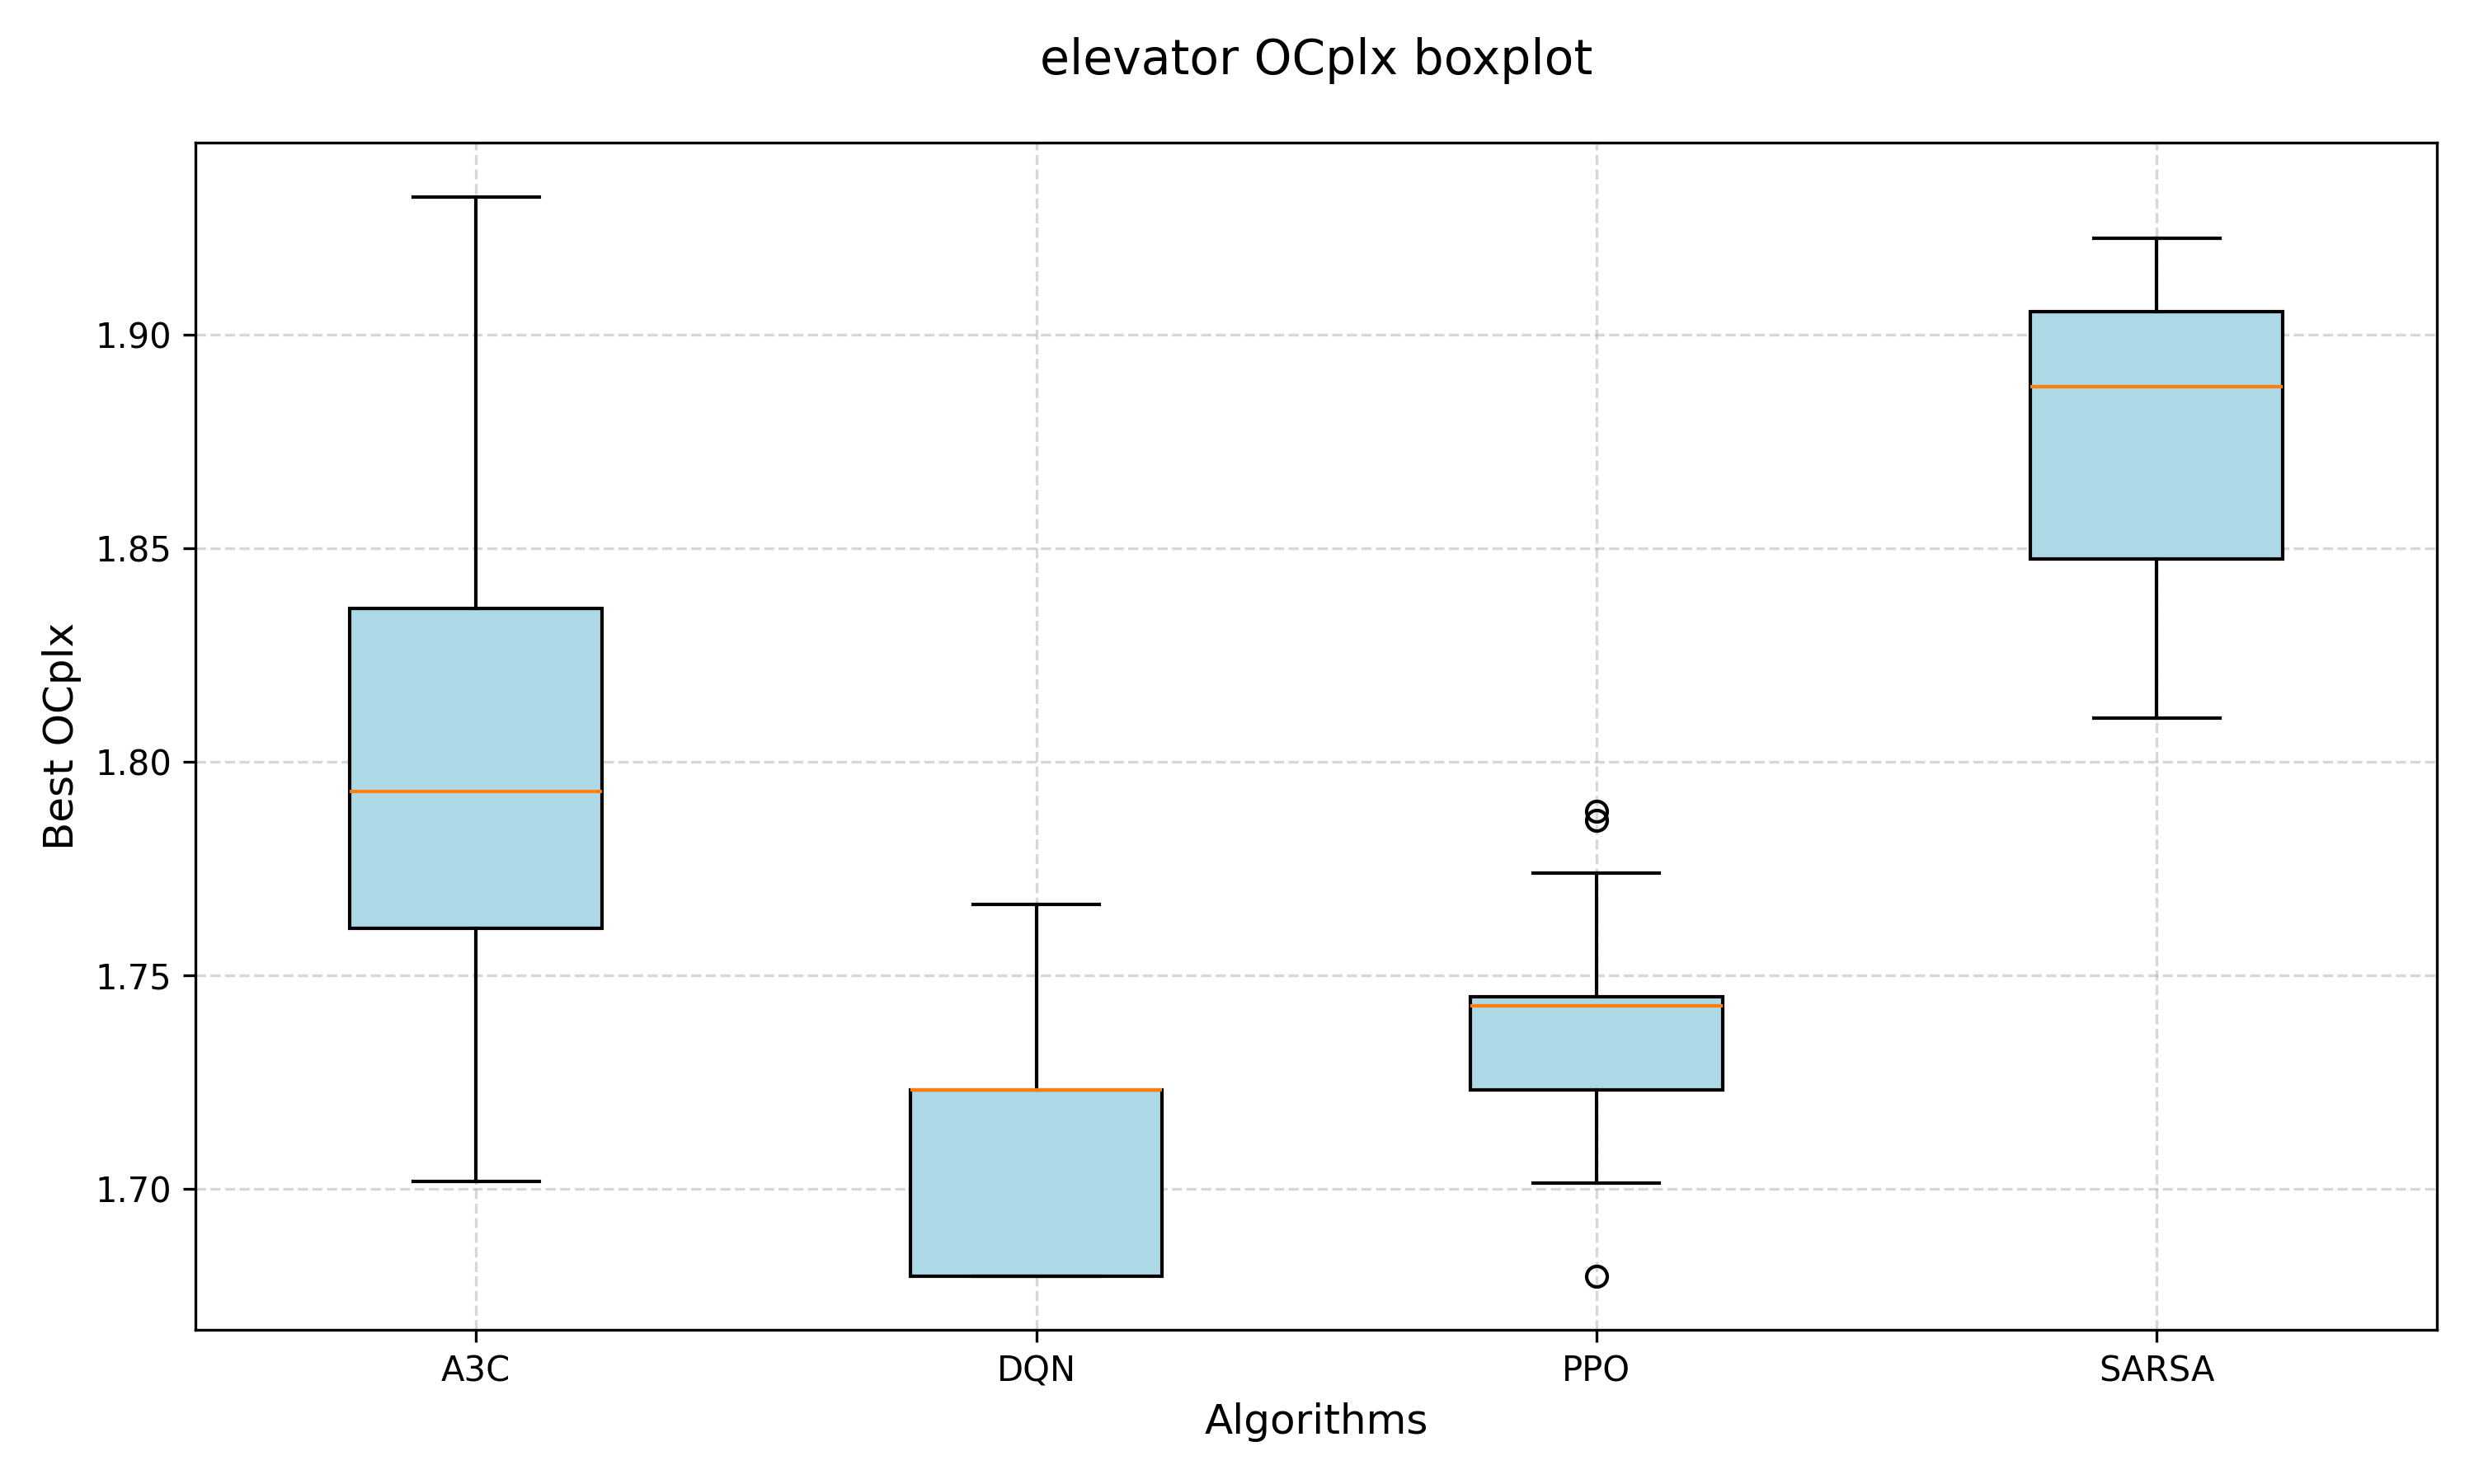 elevator OCplx boxplot
Best OCplx
1.90
1.85
1.80
1.75
1.70
A3C DQN PPO SARSA
Algorithms